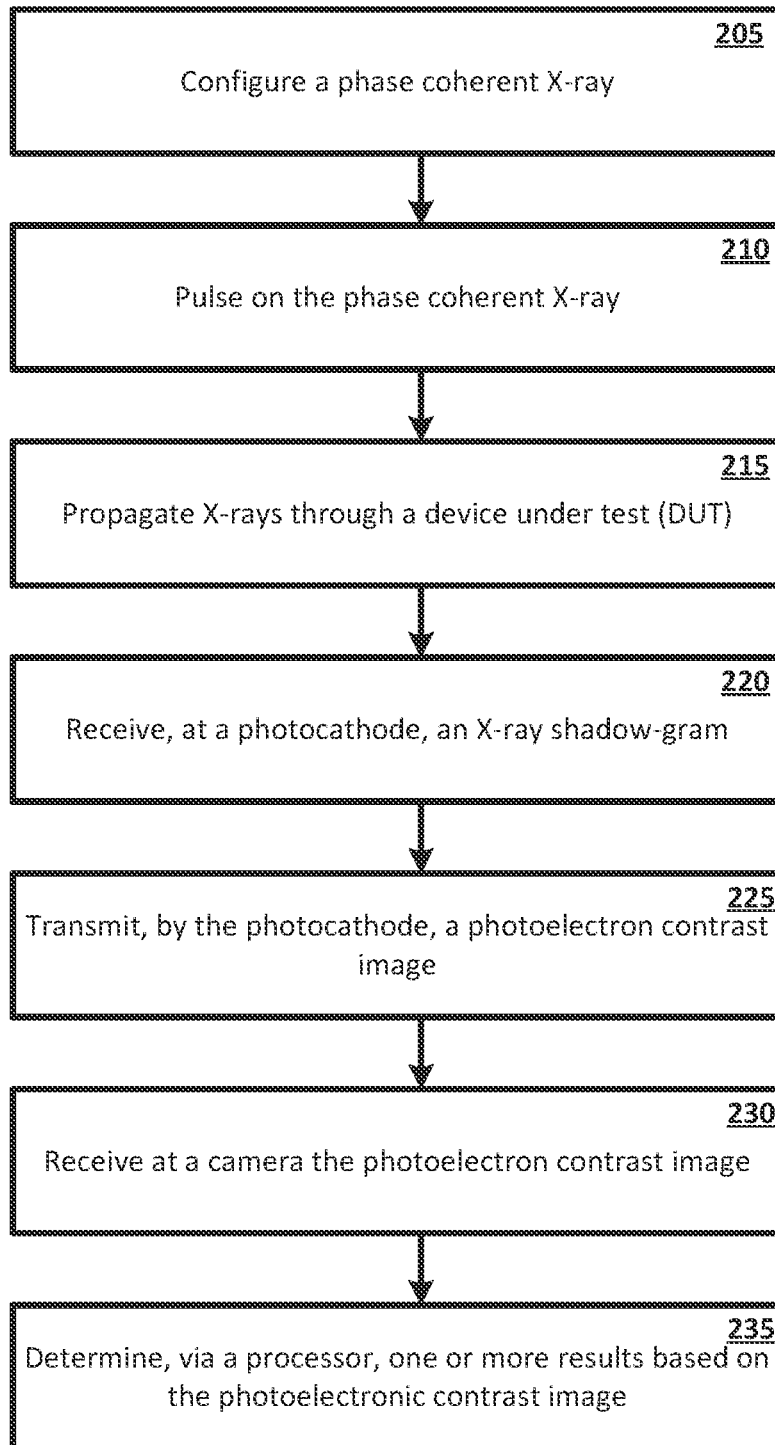 205
Configure a phase coherent X-ray
210
Pulse on the phase coherent X-ray
215
Propagate X-rays through a device under test (DUT)
220
Receive, at a photocathode, an X-ray shadow-gram
225
Transmit, by the photocathode, a photoelectron contrast
image
230
Receive at a camera the photoelectron contrast image
235
Determine, via a processor, one or more results based on
the photoelectronic contrast image